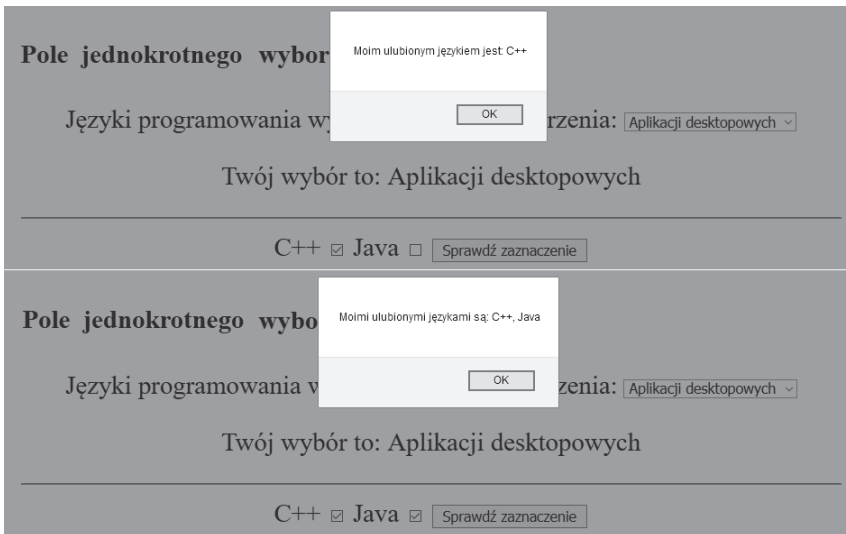 Moim ulubionym językiem jest: C++
OK
Pole jednokrotnego wybor
Języki programowania w rzenia: Aplikacji desktopowych
Twój wybór to: Aplikacji desktopowych
C++ Java Sprawdź zaznaczenie
Moimi ulubionymi językami są: C++, Java
OK
Pole jednokrotnego wybo
Języki programowania w zenia: Aplikacji desktopowych
Twój wybór to: Aplikacji desktopowych
C++ Java Sprawdź zaznaczenie